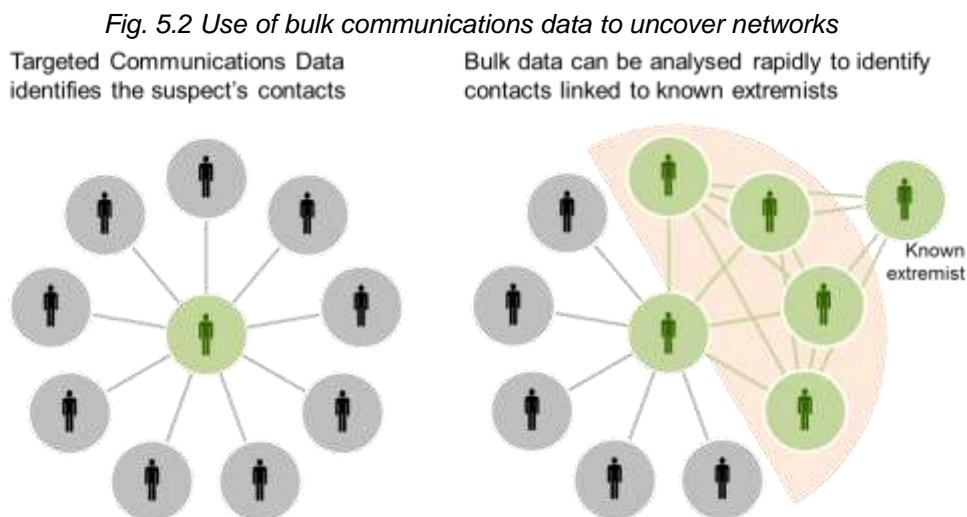 Fig. 5.2 Use of bulk communications data to uncover networks
Targeted Communications Data
identifies the suspect's contacts
Bulk data can be analysed rapidly to identify
contacts linked to known extremists
Known
extremist